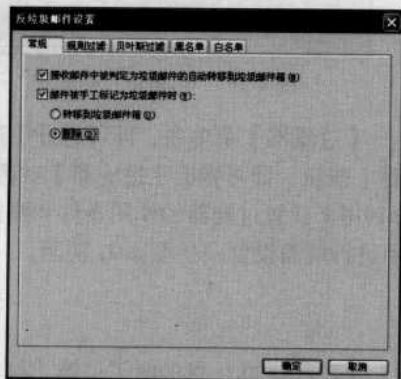 反垃圾邮件设置
常规 规则过滤 贝叶斯过滤 黑名单 白名单
接收邮件中被判定为垃圾邮件的自动转移到垃圾邮件箱(M)
邮件被手工标记为垃圾邮件时(Y):
转移到垃圾邮件箱(Q)
删除(D)
确定 取消